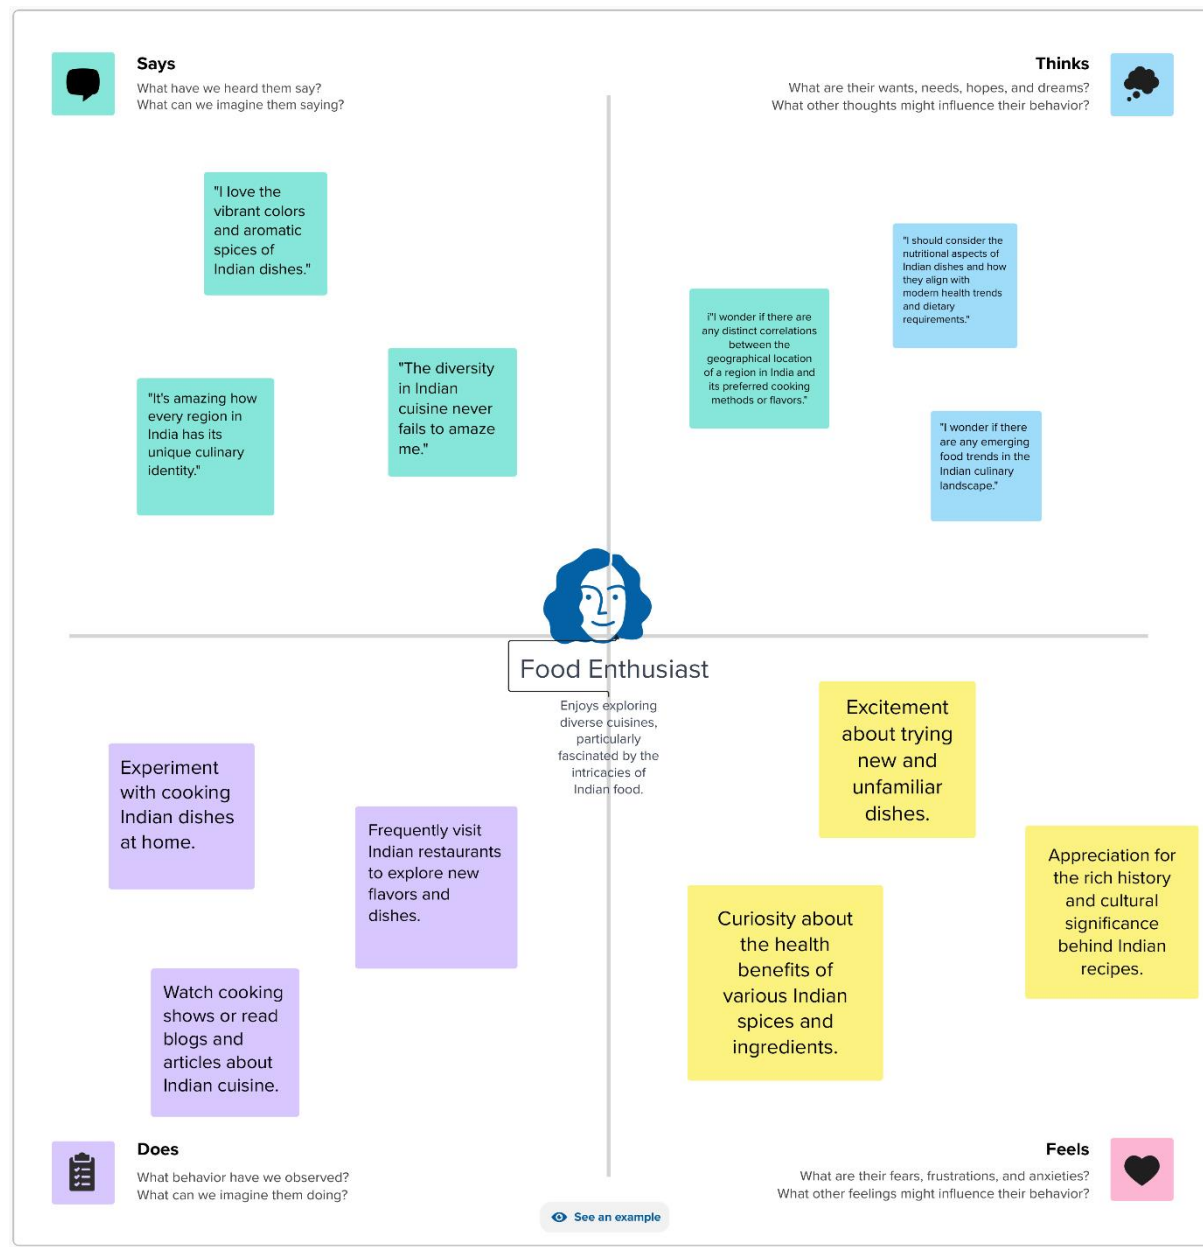 Says
What have we heard them say?
What can we imagine them saying?
Thinks
What are their wants, needs, hopes, and dreams?
What other thoughts might influence their behavior?
"I love the
vibrant colors
and aromatic
spices of
Indian dishes."
"It's amazing how
every region in
India has its
unique culinary
identity."
"The diversity
in Indian
cuisine never
fails to amaze
me."
i"I wonder if there are
any distinct correlations
between the
geographical location
of a region in India and
its preferred cooking
methods or flavors."
"I should consider the
nutritional aspects of
Indian dishes and how
they align with
modern health trends
and dietary
requirements."
"I wonder if there
are any emerging
food trends in the
Indian culinary
landscape."
Food Enthusiast
Enjoys exploring
diverse cuisines,
particularly
fascinated by the
intricacies of
Indian food.
Experiment
with cooking
Indian dishes
at home.
Frequently visit
Indian restaurants
to explore new
flavors and
dishes.
Watch cooking
shows or read
blogs and
articles about
Indian cuisine.
Excitement
about trying
new and
unfamiliar
dishes.
Curiosity about
the health
benefits of
various Indian
spices and
ingredients.
Appreciation for
the rich history
and cultural
significance
behind Indian
recipes.
Does
What behavior have we observed?
What can we imagine them doing?
Feels
What are their fears, frustrations, and anxieties?
What other feelings might influence their behavior?
See an example